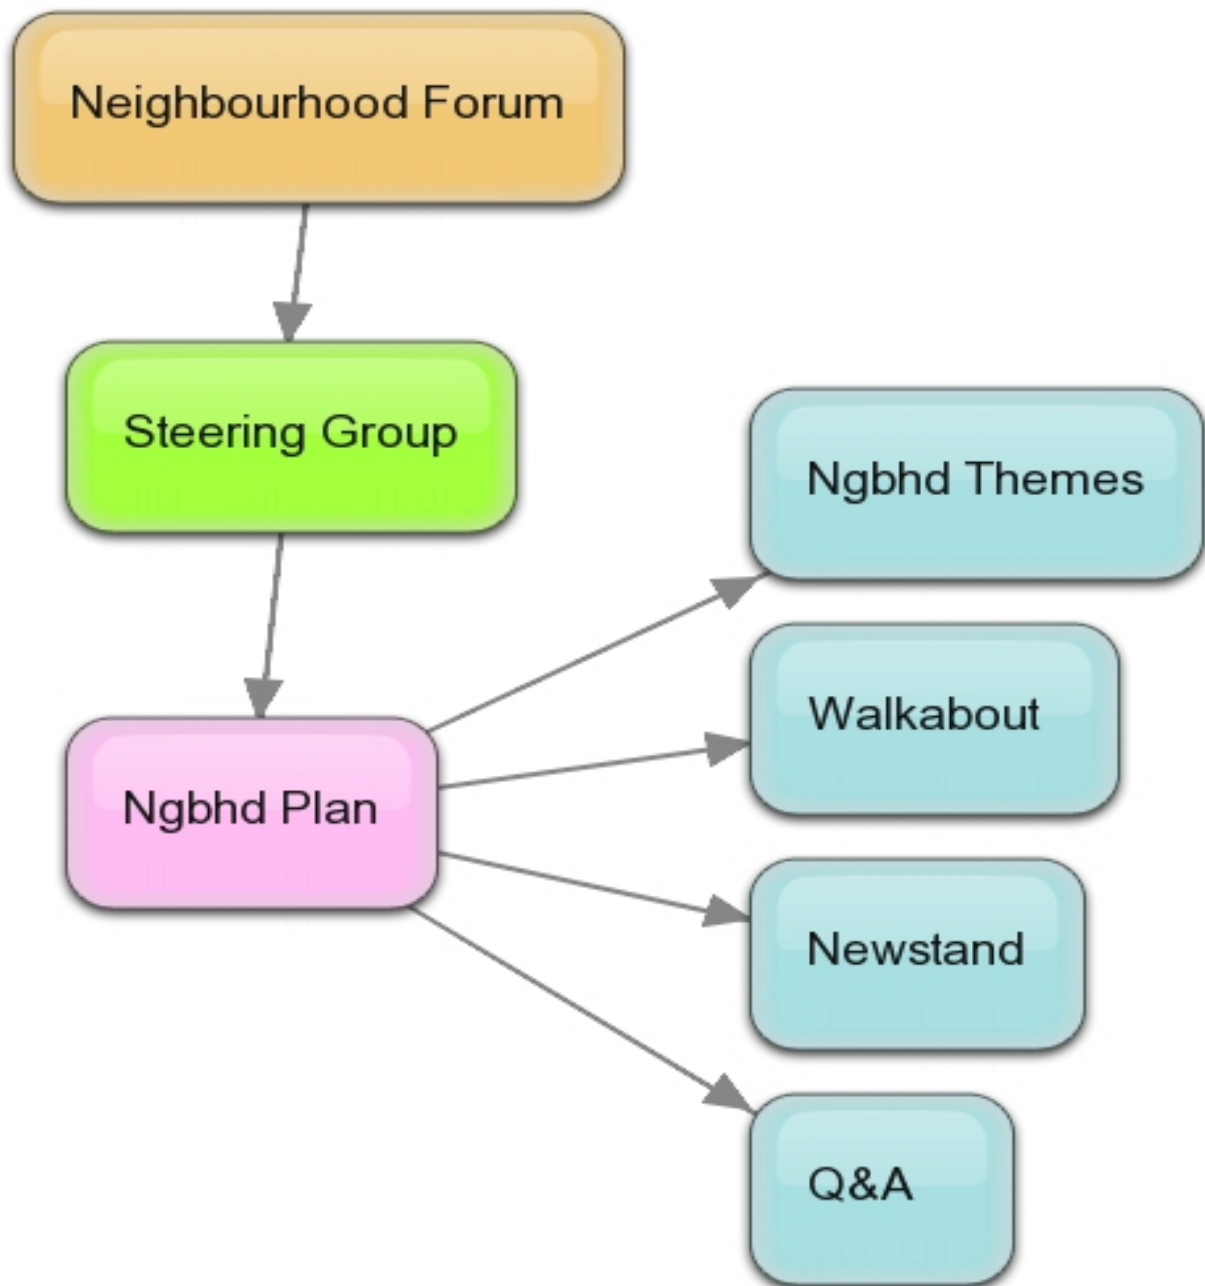 Neighbourhood Forum
Steering Group
Ngbhd Themes
Walkabout
Ngbhd Plan
Newstand
Q&A